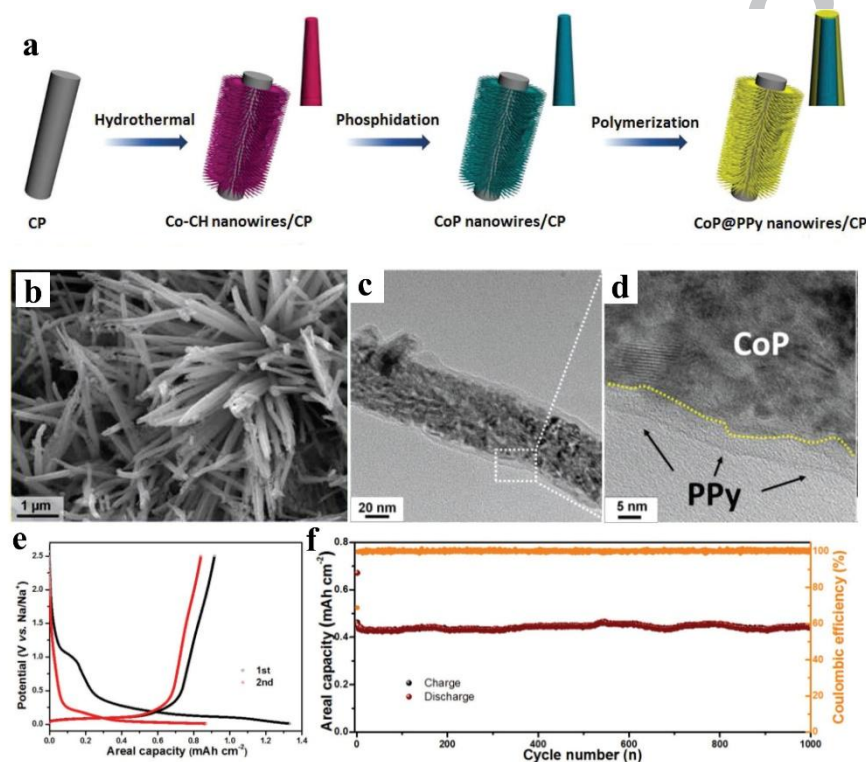 a
Hydrothermal
Phosphidation
Polymerization
CP
Co-CH nanowires/CP
CoP nanowires/CP
CoP@PPy nanowires/CP
b
1 μm
c
20 nm
d
CoP
PPy
5 nm
e
Potential (V vs. Na/Na+)
2.5
2.0
1.5
1.0
0.5
0.0
1st
2nd
0.0 0.2 0.4 0.6 0.8 1.0 1.2 1.4
Areal capacity (mAh cm⁻²)
f
Areal capacity (mAh cm⁻²)
0.8
0.6
0.4
0.2
0.0
Charge
Discharge
0 200 400 600 800 1000
Cycle number (n)
100
80
60
40
20
0
Coulombic efficiency (%)